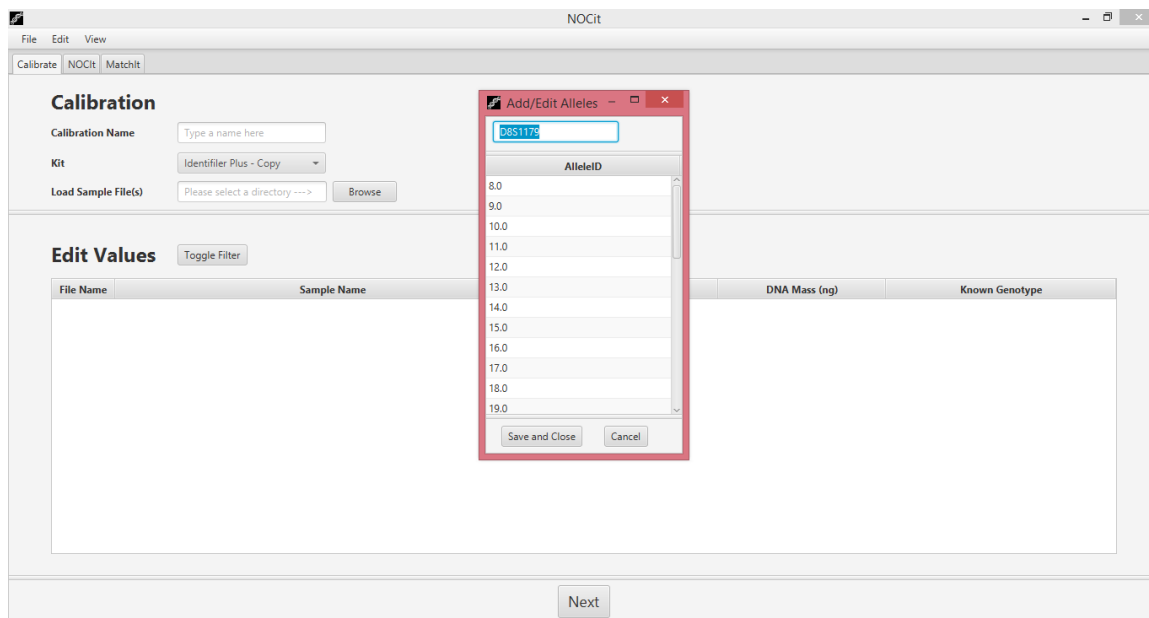 NOCit
File Edit View
Calibrate NOCIt MatchIt
Calibration
Calibration Name Type a name here
Kit Identifiler Plus - Copy
Load Sample File(s) Please select a directory ---> Browse
Edit Values Toggle Filter
File Name Sample Name DNA Mass (ng) Known Genotype
Add/Edit Alleles
D8S1179
AlleleID
8.0
9.0
10.0
11.0
12.0
13.0
14.0
15.0
16.0
17.0
18.0
19.0
Save and Close Cancel
Next